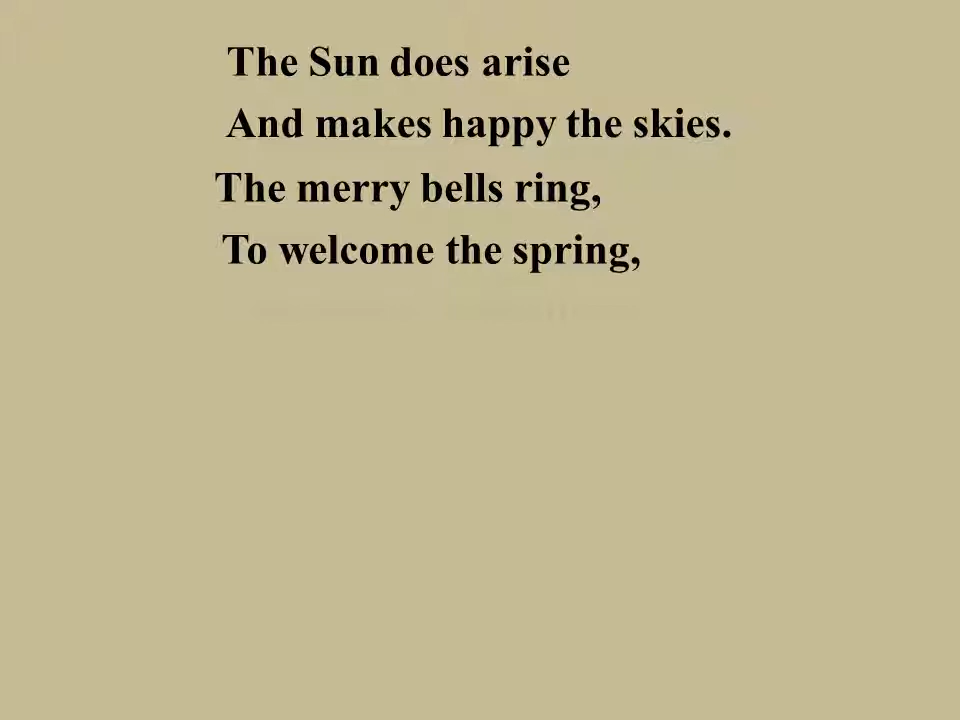 The Sun does arise
And makes happy the skies.
The merry bells ring,
To welcome the spring,